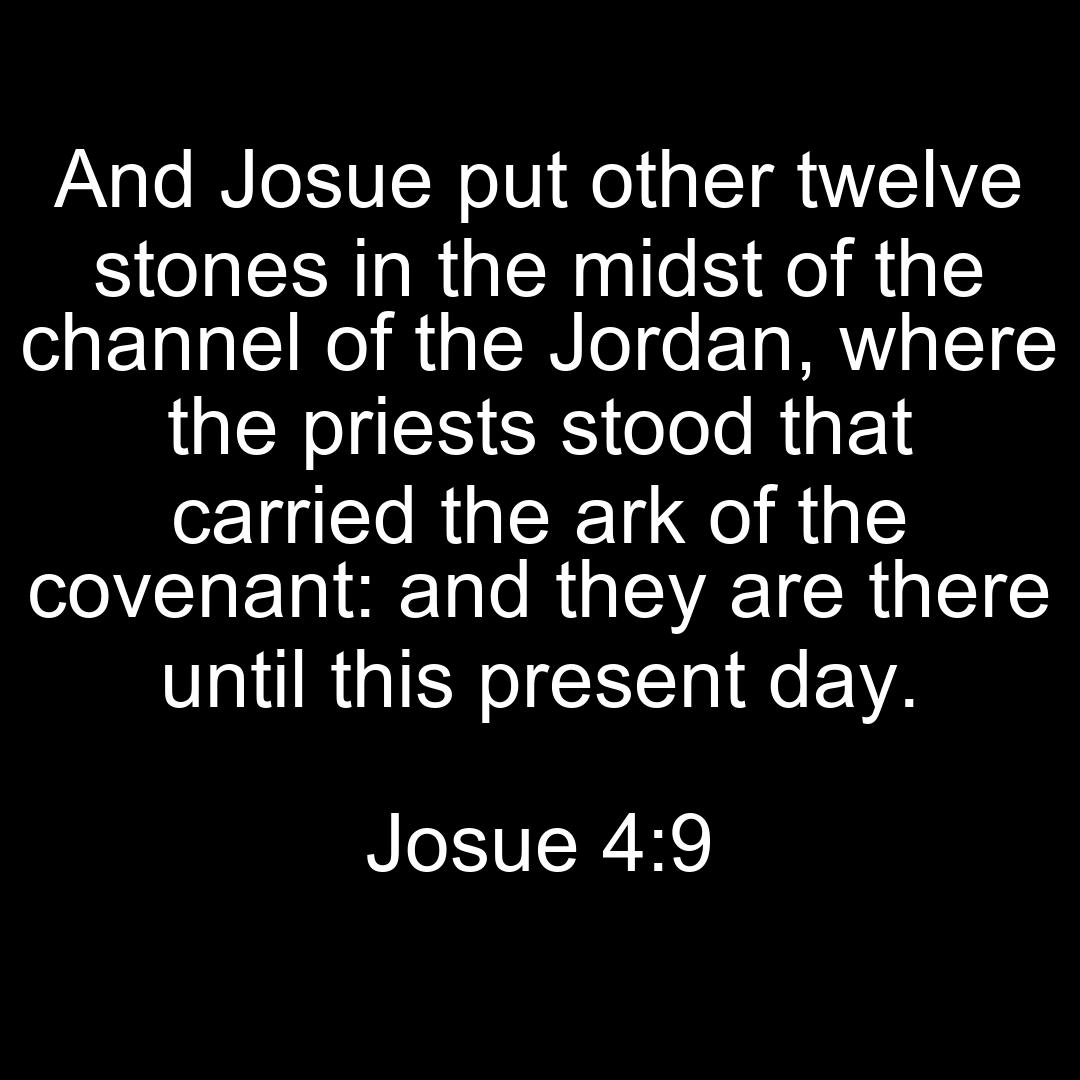 And Josue put other twelve
stones in the midst of the
channel of the Jordan, where
the priests stood that
carried the ark of the
covenant: and they are there
until this present day.
Josue 4:9